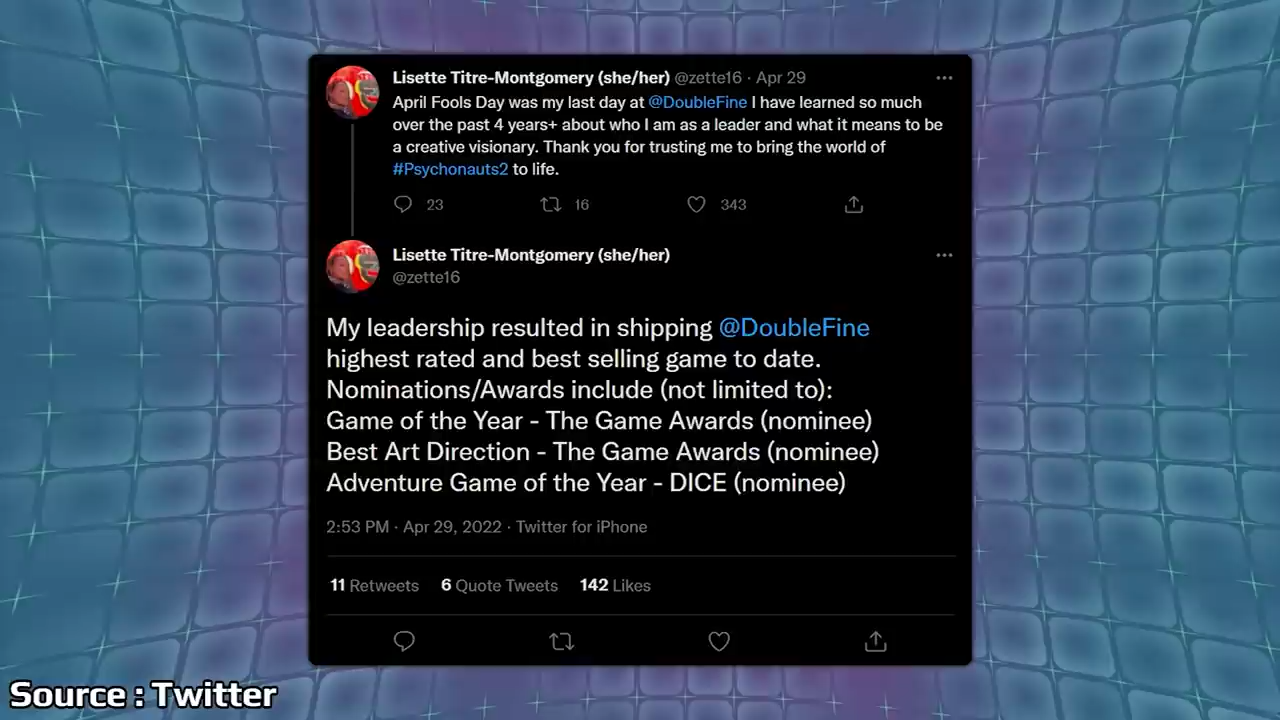 Lisette Titre-Montgomery (she/her) @zette16 · Apr 29
April Fools Day was my last day at @DoubleFine I have learned so much
over the past 4 years+ about who I am as a leader and what it means to be
a creative visionary. Thank you for trusting me to bring the world of
#Psychonauts2 to life.
23 16 343
Lisette Titre-Montgomery (she/her)
@zette16
My leadership resulted in shipping @DoubleFine
highest rated and best selling game to date.
Nominations/Awards include (not limited to):
Game of the Year - The Game Awards (nominee)
Best Art Direction - The Game Awards (nominee)
Adventure Game of the Year - DICE (nominee)
2:53 PM · Apr 29, 2022 · Twitter for iPhone
11 Retweets 6 Quote Tweets 142 Likes
Source : Twitter